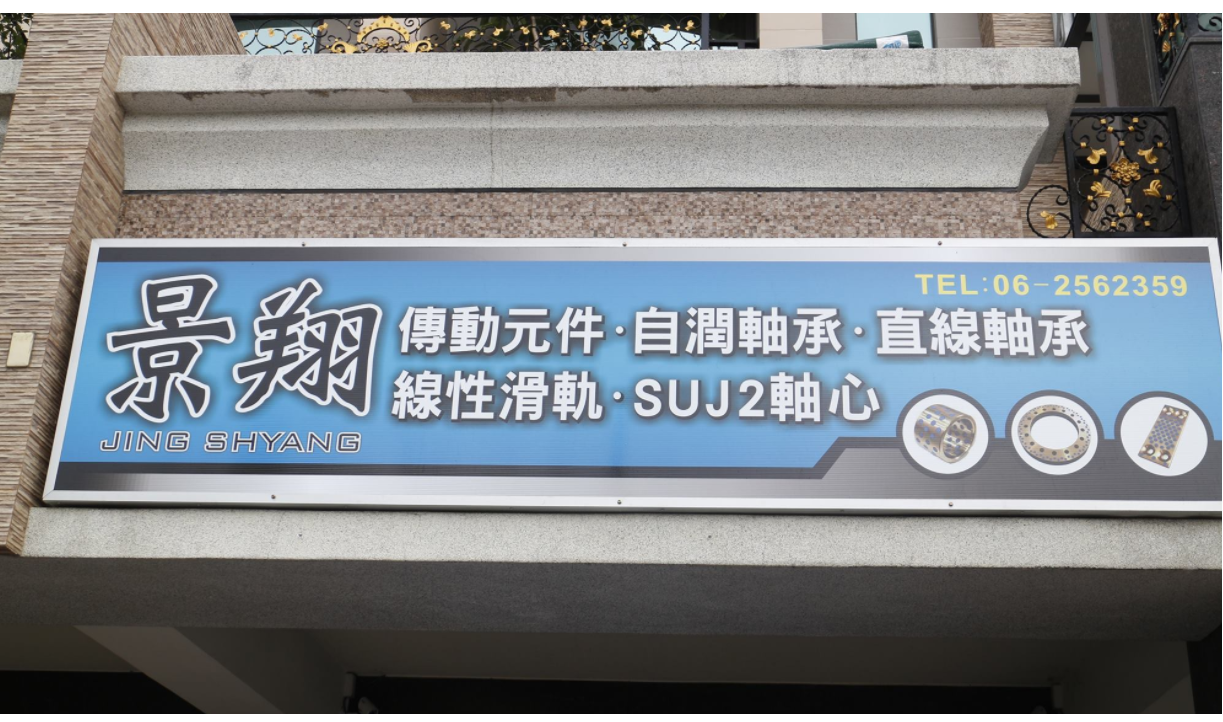 景翔
JING SHYANG
TEL:06-2562359
傳動元件·自潤軸承·直線軸承
線性滑軌·SUJ2軸心